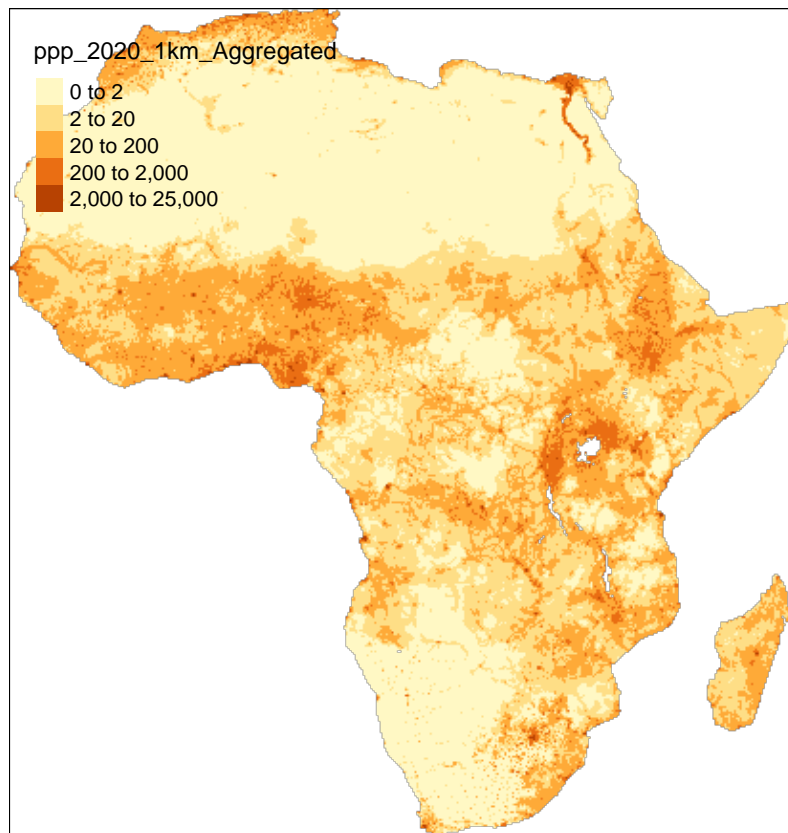 ppp_2020_1km_Aggregated
0 to 2
2 to 20
20 to 200
200 to 2,000
2,000 to 25,000